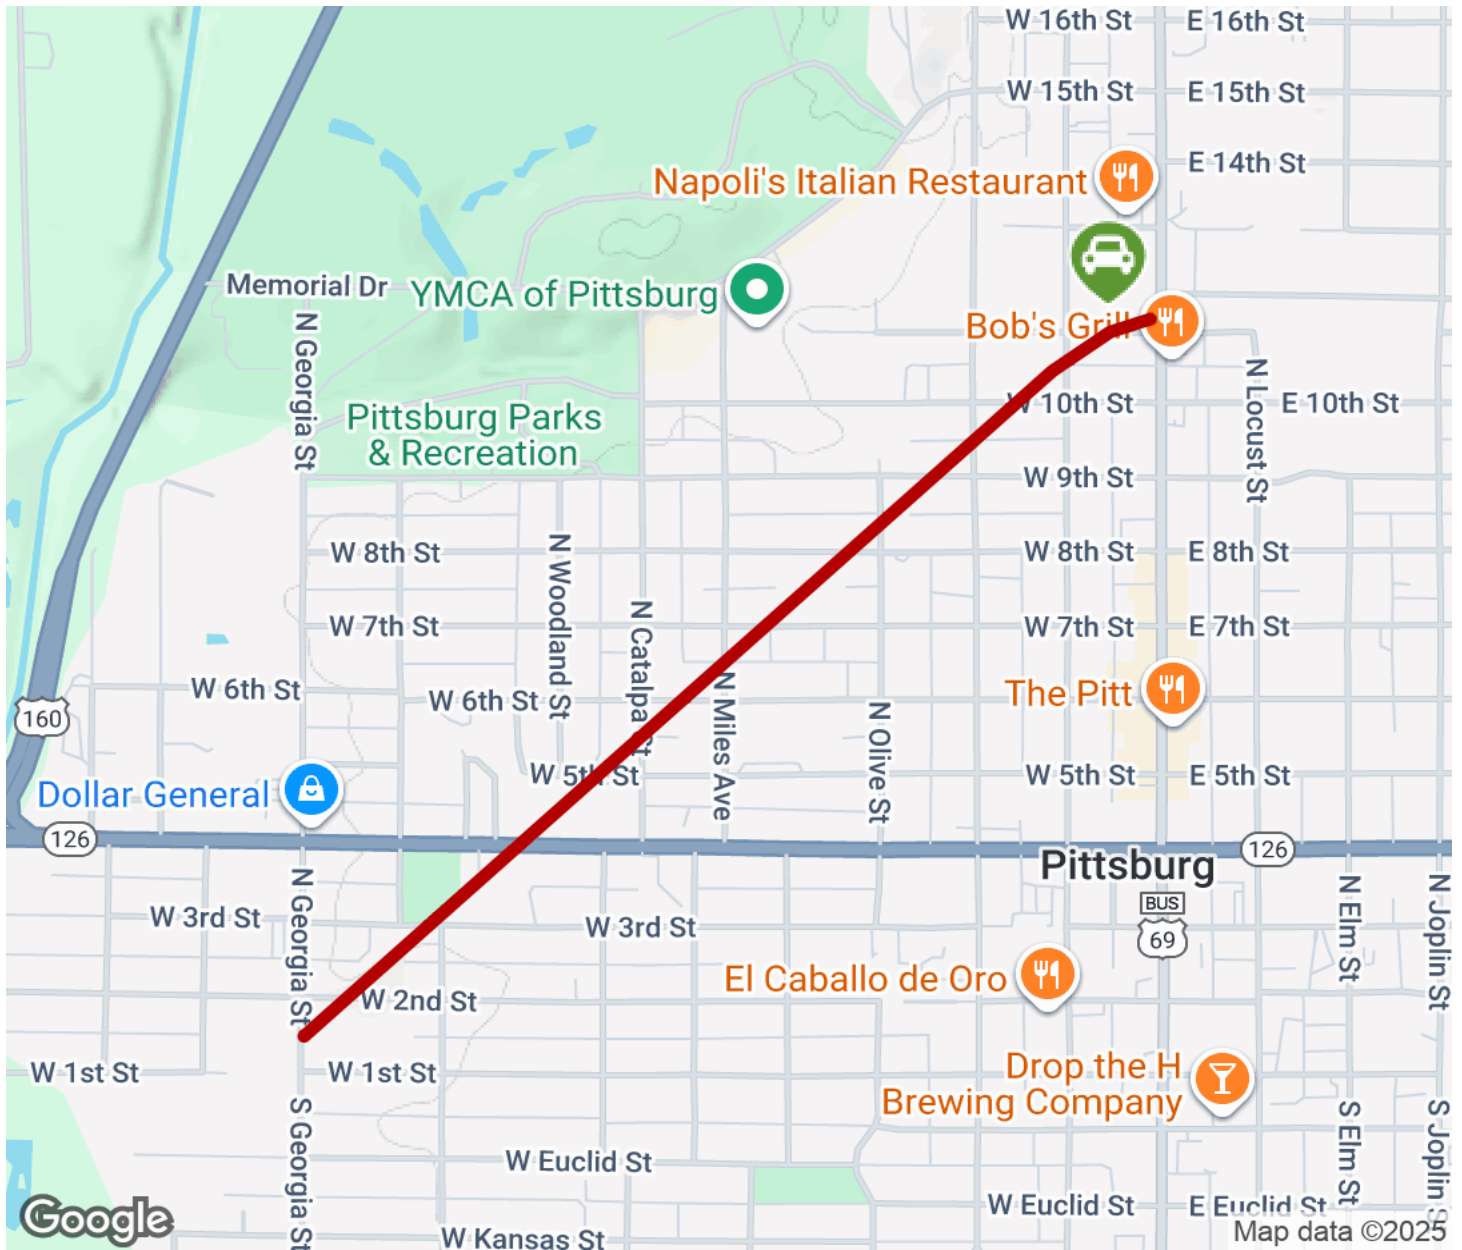 W 16th St
E 16th St
W 15th St
E 15th St
E 14th St
Napoli's Italian Restaurant
Memorial Dr
YMCA of Pittsburg
Bob's Grill
N Georgia St
N Locust St
W 10th St
E 10th St
Pittsburg Parks
& Recreation
W 9th St
W 8th St
W 8th St
E 8th St
N Woodland St
N Catalpa St
W 7th St
W 7th St
E 7th St
W 6th St
W 6th St
N Miles Ave
N Olive St
The Pitt
160
W 5th St
W 5th St
E 5th St
Dollar General
126
126
Pittsburg
BUS
69
N Georgia St
W 3rd St
W 3rd St
N Elm St
N Joplin St
El Caballo de Oro
W 2nd St
W 1st St
W 1st St
Drop the H
Brewing Company
S Georgia St
S Elm St
S Joplin S
W Euclid St
W Euclid St
E Euclid St
W Kansas St
Google
Map data ©2025